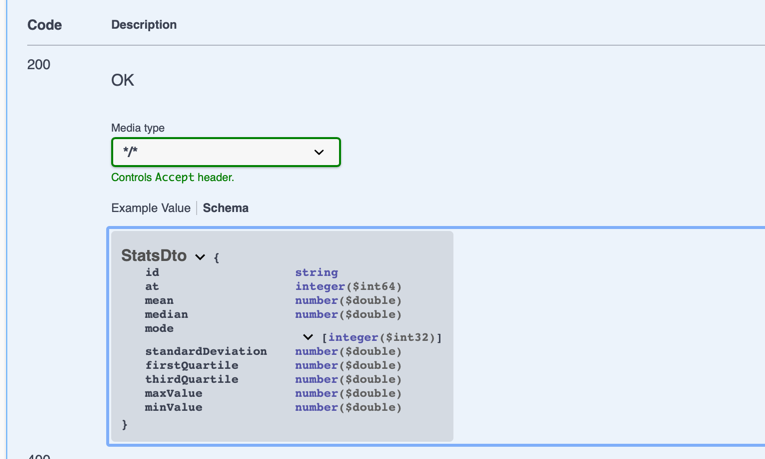 Code Description
200
OK
Media type
*/*
Controls Accept header.
Example Value Schema
StatsDto {
id string
at integer($int64)
mean number($double)
median number($double)
mode
[integer($int32)]
standardDeviation number($double)
firstQuartile number($double)
thirdQuartile number($double)
maxValue number($double)
minValue number($double)
}
400